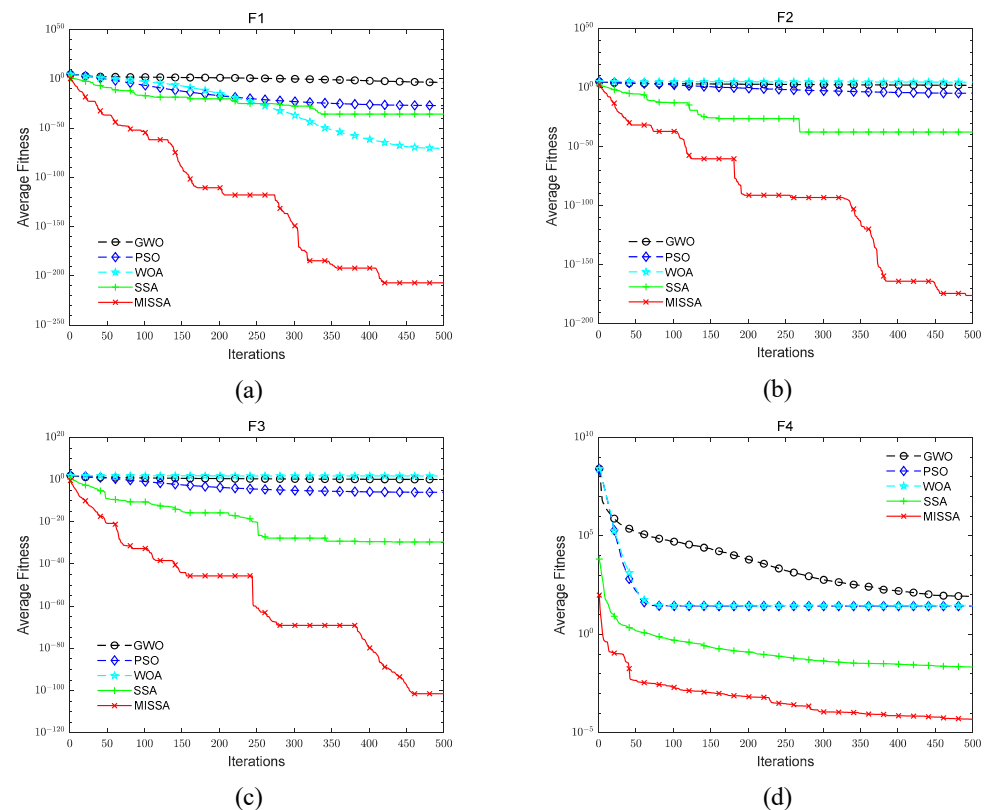 F1
10^50
10^0
10^−50
10^−100
10^−150
10^−200
10^−250
Average Fitness
GWO
PSO
WOA
SSA
MISSA
0 50 100 150 200 250 300 350 400 450 500
Iterations
(a)
F2
10^50
10^0
10^−50
10^−100
10^−150
10^−200
Average Fitness
GWO
PSO
WOA
SSA
MISSA
0 50 100 150 200 250 300 350 400 450 500
Iterations
(b)
F3
10^20
10^0
10^−20
10^−40
10^−60
10^−80
10^−100
10^−120
Average Fitness
GWO
PSO
WOA
SSA
MISSA
0 50 100 150 200 250 300 350 400 450 500
Iterations
(c)
F4
10^10
10^5
10^0
10^−5
Average Fitness
GWO
PSO
WOA
SSA
MISSA
0 50 100 150 200 250 300 350 400 450 500
Iterations
(d)